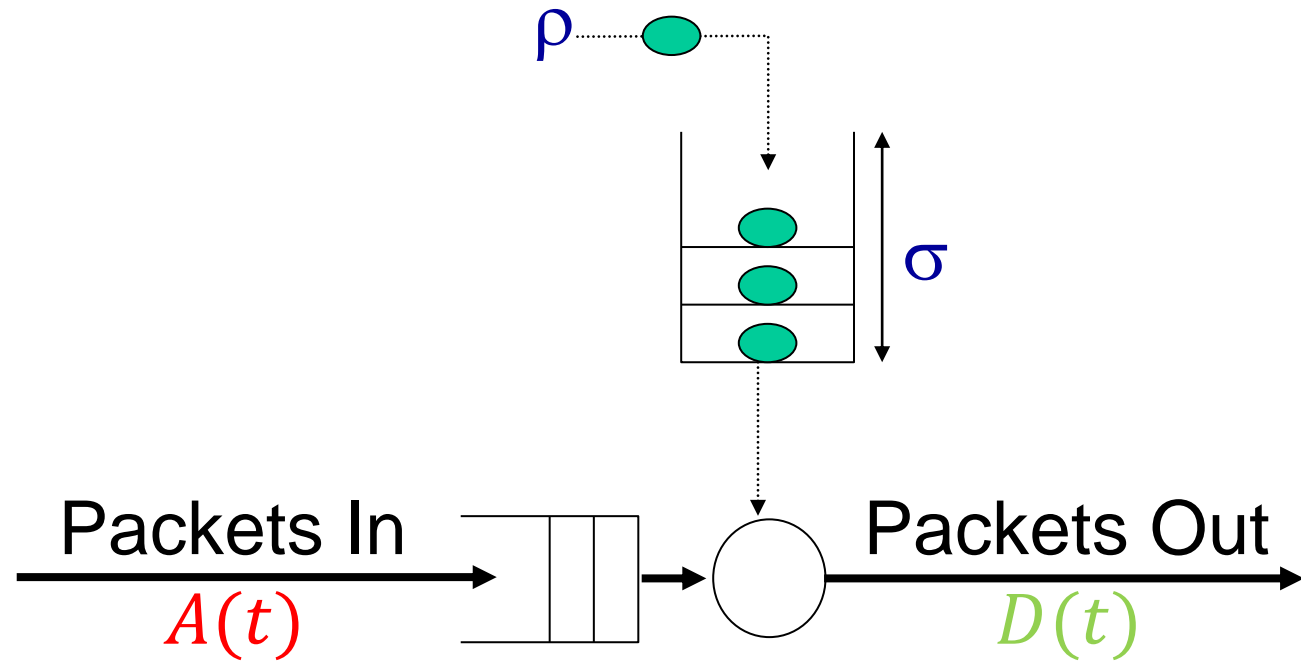 ρ
σ
Packets In
A(t)
Packets Out
D(t)